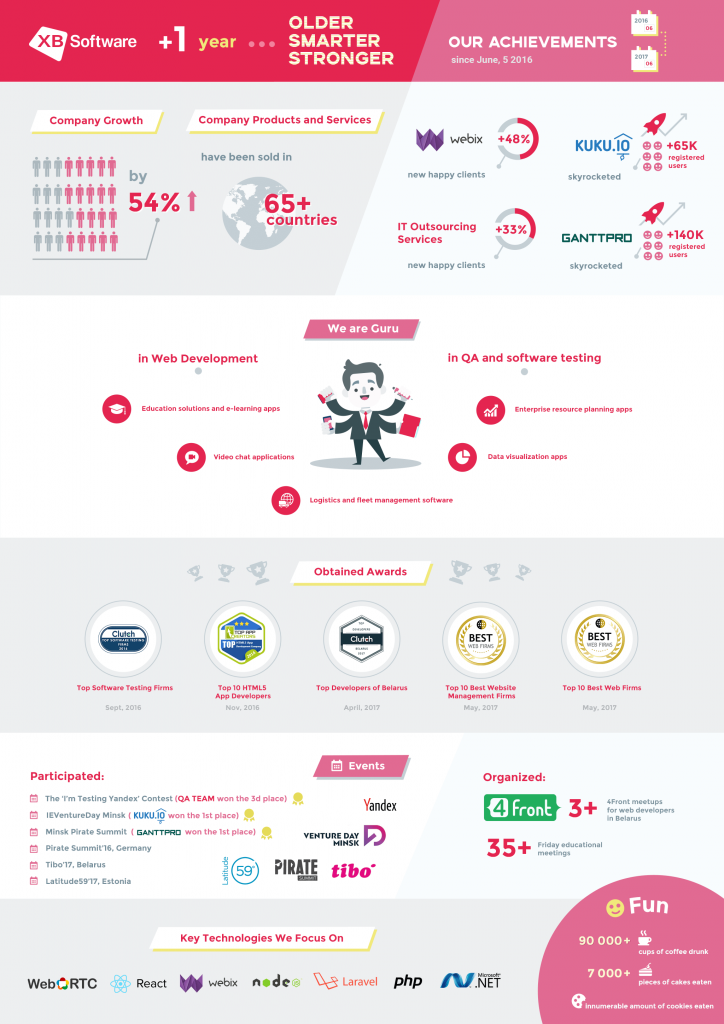 XB Software
+1 year ...
OLDER
SMARTER
STRONGER
OUR ACHIEVEMENTS
since June, 5 2016
2016
06
2017
06
Company Growth
by
54%
Company Products and Services
have been sold in
65+
countries
webix
+48%
new happy clients
KUKU.IO
skyrocketed
+65K
registered
users
IT Outsourcing
Services
+33%
new happy clients
GANTTPRO
skyrocketed
+140K
registered
users
We are Guru
in Web Development
in QA and software testing
Education solutions and e-learning apps
Enterprise resource planning apps
Video chat applications
Data visualization apps
Logistics and fleet management software
Obtained Awards
Clutch
TOP SOFTWARE TESTING
FIRMS
2016
Top Software Testing Firms
Sept, 2016
TOP APP
TOP
Top 10 HTML5
App Developers
Nov, 2016
TOP
DEVELOPERS
Clutch
BELARUS
2017
Top Developers of Belarus
April, 2017
BEST
WEB FIRMS
Top 10 Best Website
Management Firms
May, 2017
BEST
WEB FIRMS
Top 10 Best Web Firms
May, 2017
Events
Participated:
The 'I'm Testing Yandex' Contest (QA TEAM won the 3d place)
IEVentureDay Minsk ( KUKU.IO won the 1st place)
Minsk Pirate Summit ( GANTTPRO won the 1st place)
Pirate Summit'16, Germany
Tibo'17, Belarus
Latitude59'17, Estonia
Yandex
VENTURE DAY
MINSK
Latitude
59°
PIRATE
SUMMIT
tibo
Organized:
4 front
3+
4Front meetups
for web developers
in Belarus
35+
Friday educational
meetings
Key Technologies We Focus On
WebRTC
React
webix
node
JS
Laravel
php
Microsoft
.NET
Fun
90 000+
cups of coffee drunk
7 000+
pieces of cakes eaten
innumerable amount of cookies eaten